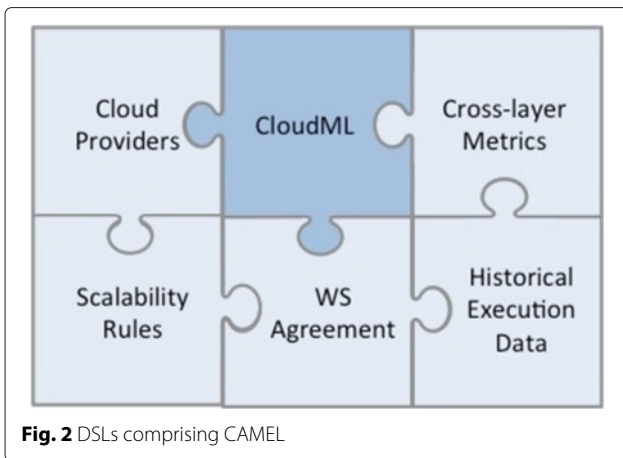 Cloud
Providers
CloudML
Cross-layer
Metrics
Scalability
Rules
WS
Agreement
Historical
Execution
Data
Fig. 2 DSLs comprising CAMEL